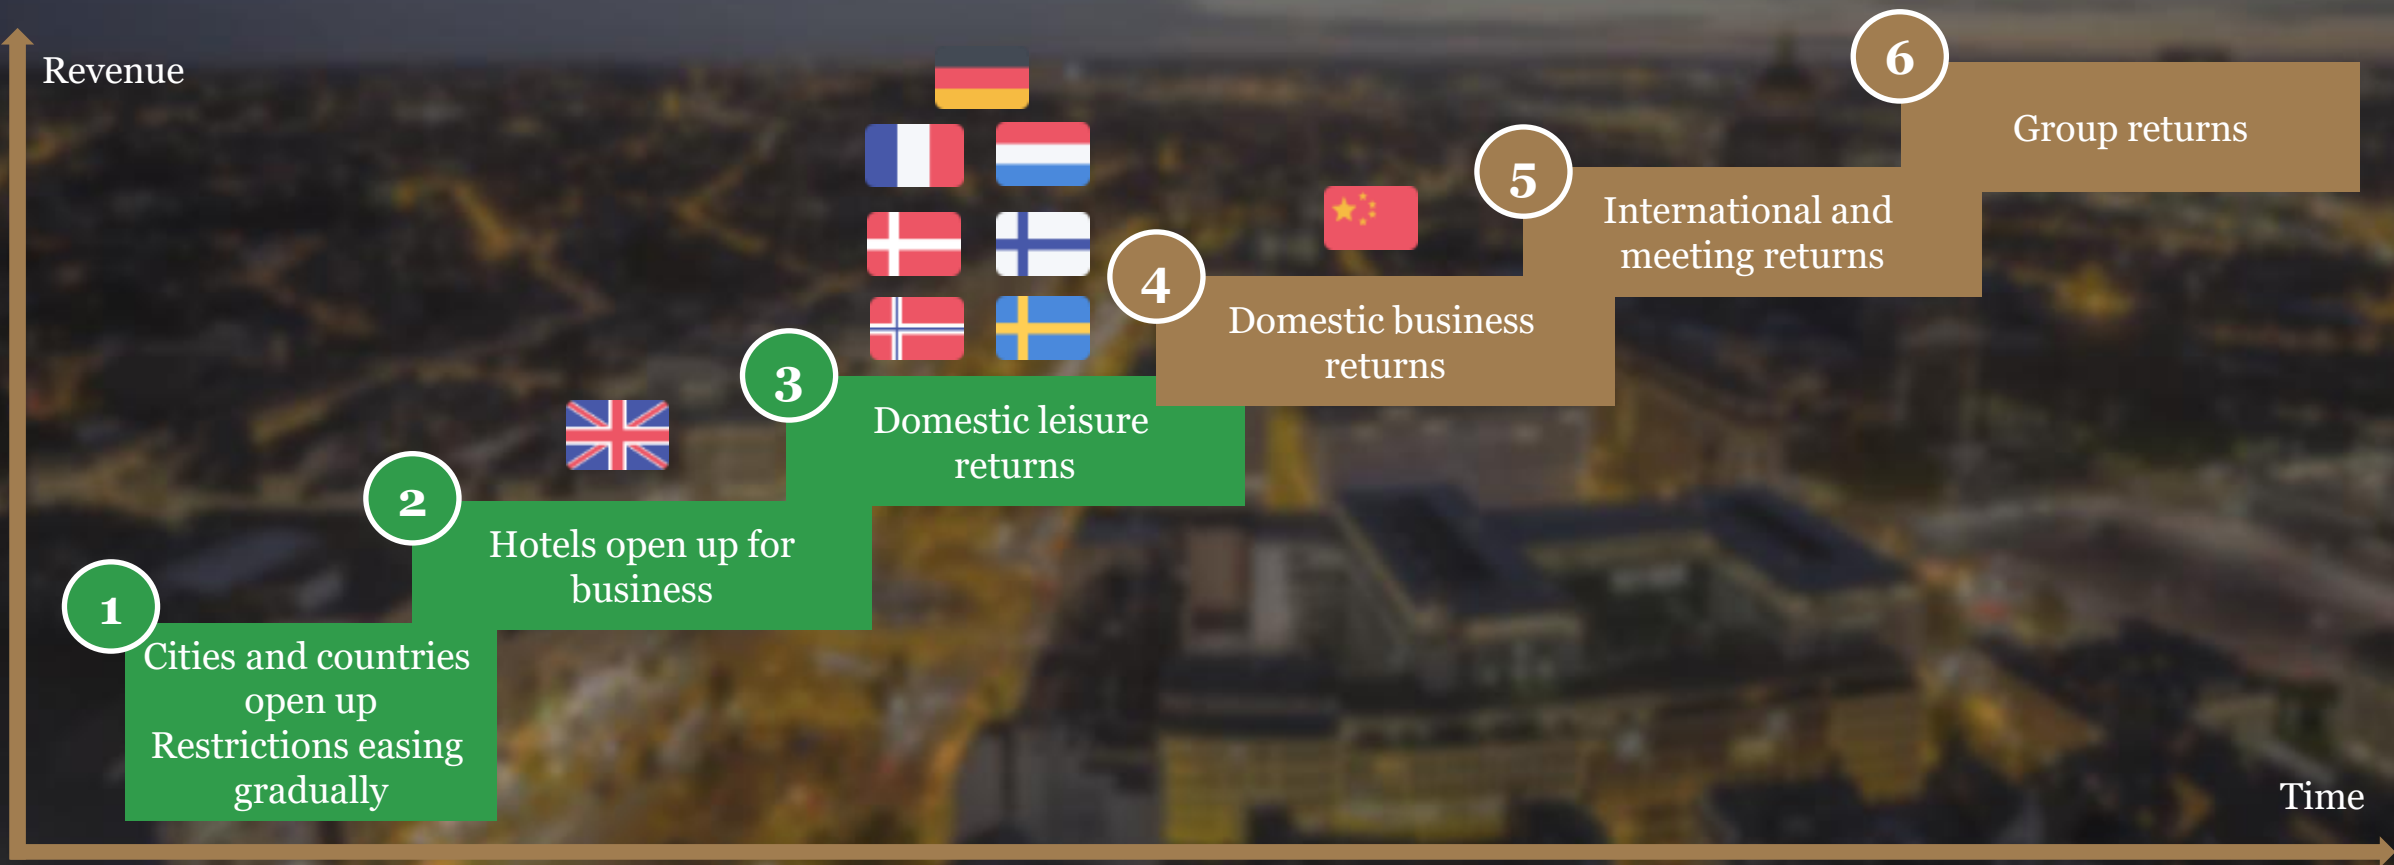 Revenue
6
Group returns
5
International and
meeting returns
4
Domestic business
returns
3
Domestic leisure
returns
2
Hotels open up for
business
1
Cities and countries
open up
Restrictions easing
gradually
Time